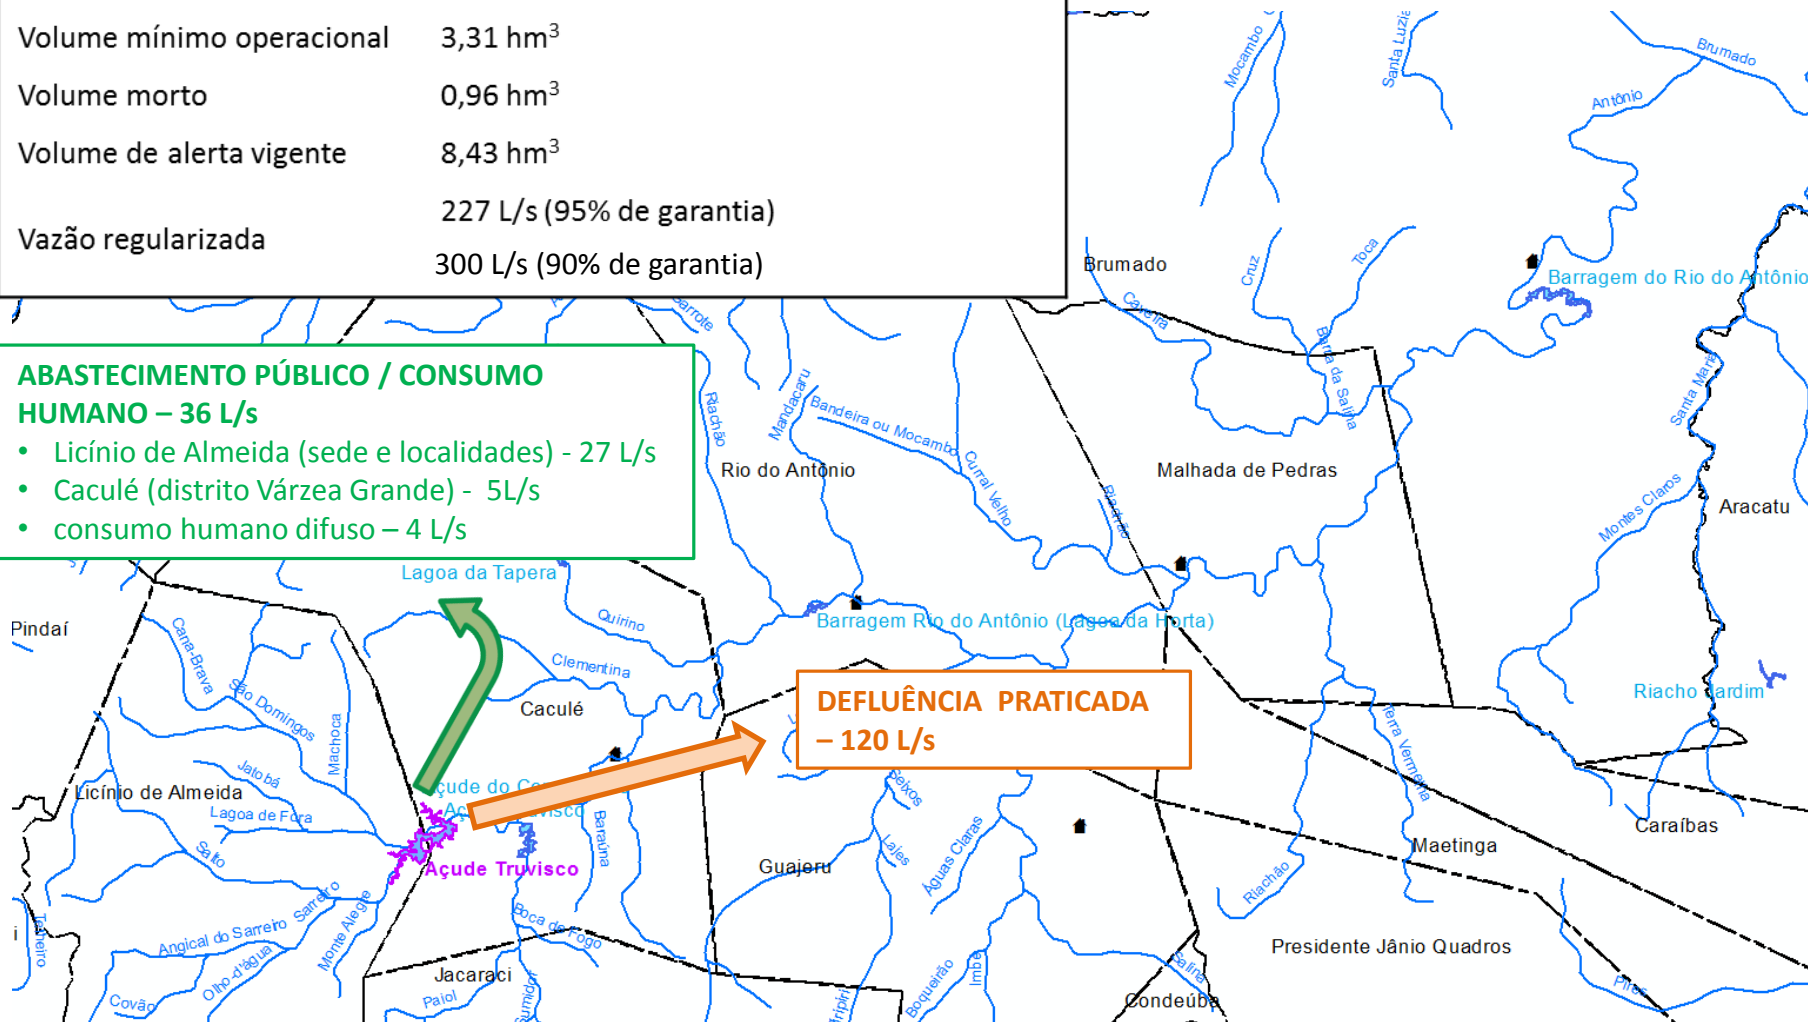 Volume mínimo operacional 3,31 hm³
Volume morto 0,96 hm³
Volume de alerta vigente 8,43 hm³
Vazão regularizada
227 L/s (95% de garantia)
300 L/s (90% de garantia)
ABASTECIMENTO PÚBLICO / CONSUMO
HUMANO – 36 L/s
• Licínio de Almeida (sede e localidades) - 27 L/s
• Caculé (distrito Várzea Grande) - 5L/s
• consumo humano difuso – 4 L/s
DEFLUÊNCIA PRATICADA
– 120 L/s
Mocambo
Brumado
Antônio
Brumado
Cruz
Toca
Barragem do Rio do Antônio
Caveira
Barra da Salina
Santa Maria
Riachão
Mandacaru
Bandeira ou Mocambo
Curral Velho
Rio do Antônio
Malhada de Pedras
Riachão
Montes Claros
Aracatu
Lagoa da Tapera
Quirino
Barragem Rio do Antônio (Lagoa da Horta)
Pindaí
Cana-Brava
Clementina
São Domingos
Machoca
Caculé
Riacho Jardim
Terra Vermelha
Jatobá
Licínio de Almeida
Lagoa de Fora
Salto
Açude Truvisco
Baraúna
Seixos
Lajes
Águas Claras
Guajeru
Caraíbas
Maetinga
Riachão
Sarreiro
Angical do Sarreiro
Monte Alegre
Boca do Fogo
Olho-d'água
Covão
Jacaraci
Paiol
Boqueirão
Presidente Jânio Quadros
Salina
Condeúba
Pires